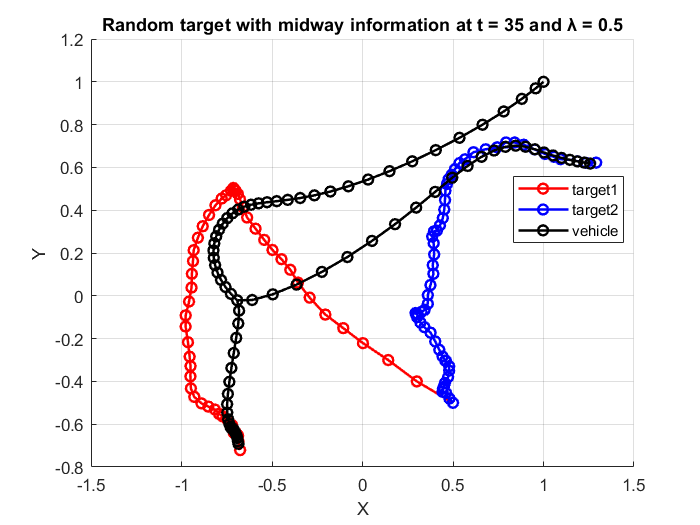 Random target with midway information at t = 35 and λ = 0.5
1.2
1
0.8
0.6
0.4
0.2
0
-0.2
-0.4
-0.6
-0.8
Y
target1
target2
vehicle
-1.5 -1 -0.5 0 0.5 1 1.5
X